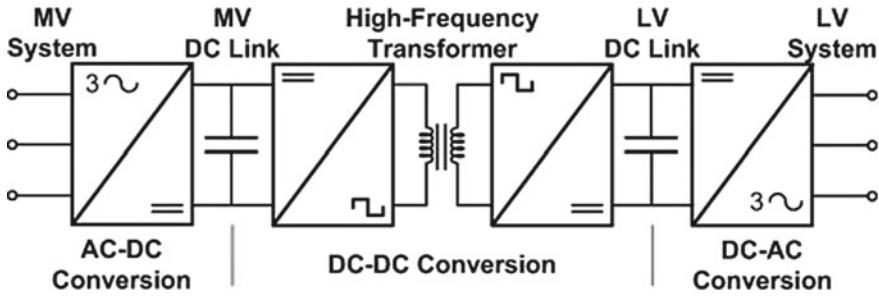 MV
System
MV
DC Link
High-Frequency
Transformer
LV
DC Link
LV
System
3
3
AC-DC
Conversion
DC-DC Conversion
DC-AC
Conversion